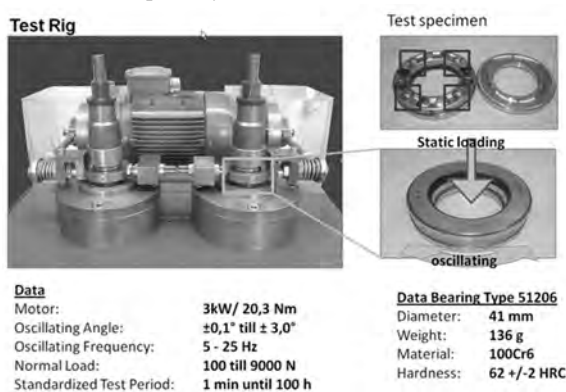 Test Rig
Test specimen
Static loading
oscillating
Data
Motor: 3kW/ 20,3 Nm
Oscillating Angle: ±0,1° till ± 3,0°
Oscillating Frequency: 5 - 25 Hz
Normal Load: 100 till 9000 N
Standardized Test Period: 1 min until 100 h
Data Bearing Type 51206
Diameter: 41 mm
Weight: 136 g
Material: 100Cr6
Hardness: 62 +/-2 HRC